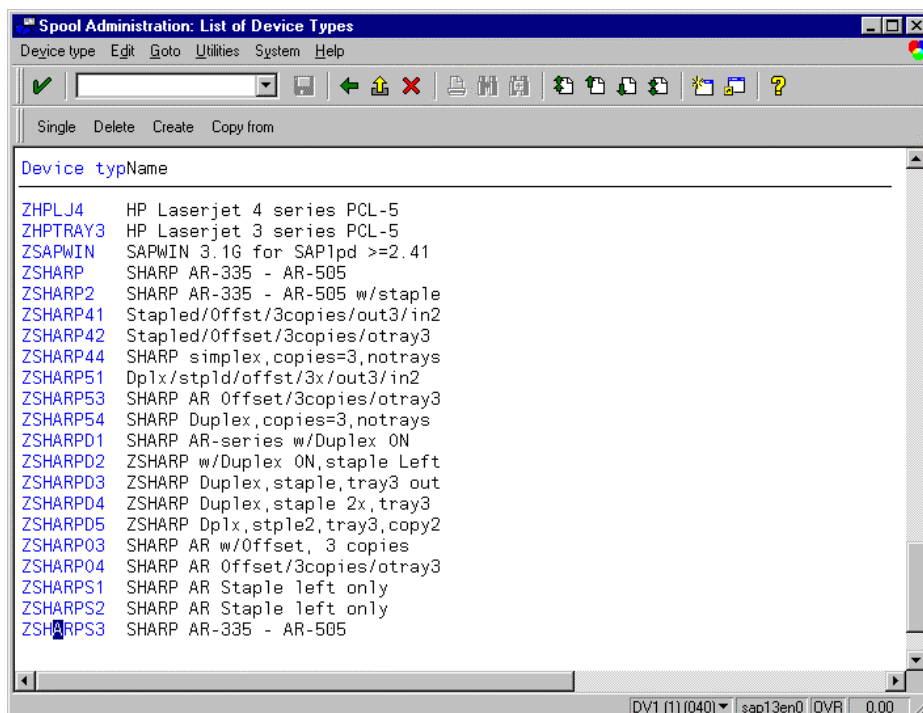 Spool Administration: List of Device Types
Device type Edit Goto Utilities System Help
Single Delete Create Copy from
Device typName
ZHPLJ4 HP Laserjet 4 series PCL-5
ZHPTRAY3 HP Laserjet 3 series PCL-5
ZSAPWIN SAPWIN 3.1G for SAPlpd >=2.41
ZSHARP SHARP AR-335 - AR-505
ZSHARP2 SHARP AR-335 - AR-505 w/staple
ZSHARP41 Stapled/Offst/3copies/out3/in2
ZSHARP42 Stapled/Offset/3copies/otray3
ZSHARP44 SHARP simplex,copies=3,notrays
ZSHARP51 Dplx/stpld/offst/3x/out3/in2
ZSHARP53 SHARP AR Offset/3copies/otray3
ZSHARP54 SHARP Duplex,copies=3,notrays
ZSHARPD1 SHARP AR-series w/Duplex ON
ZSHARPD2 ZSHARP w/Duplex ON,staple Left
ZSHARPD3 ZSHARP Duplex,staple,tray3 out
ZSHARPD4 ZSHARP Duplex,staple 2x,tray3
ZSHARPD5 ZSHARP Dplx,stple2,tray3,copy2
ZSHARPO3 SHARP AR w/Offset, 3 copies
ZSHARPO4 SHARP AR Offset/3copies/otray3
ZSHARPS1 SHARP AR Staple left only
ZSHARPS2 SHARP AR Staple left only
ZSHARPS3 SHARP AR-335 - AR-505
DV1 (1) (040) sap13en0 OVR 0.00